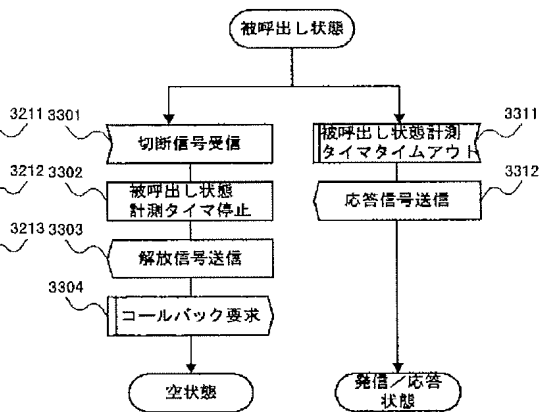 被呼出し状態
3211 3301
切断信号受信
被呼出し状態計測
タイマタイムアウト
3311
3212 3302
被呼出し状態
計測タイマ停止
応答信号送信
3312
3213 3303
解放信号送信
3304
コールバック要求
空状態
発信/応答
状態